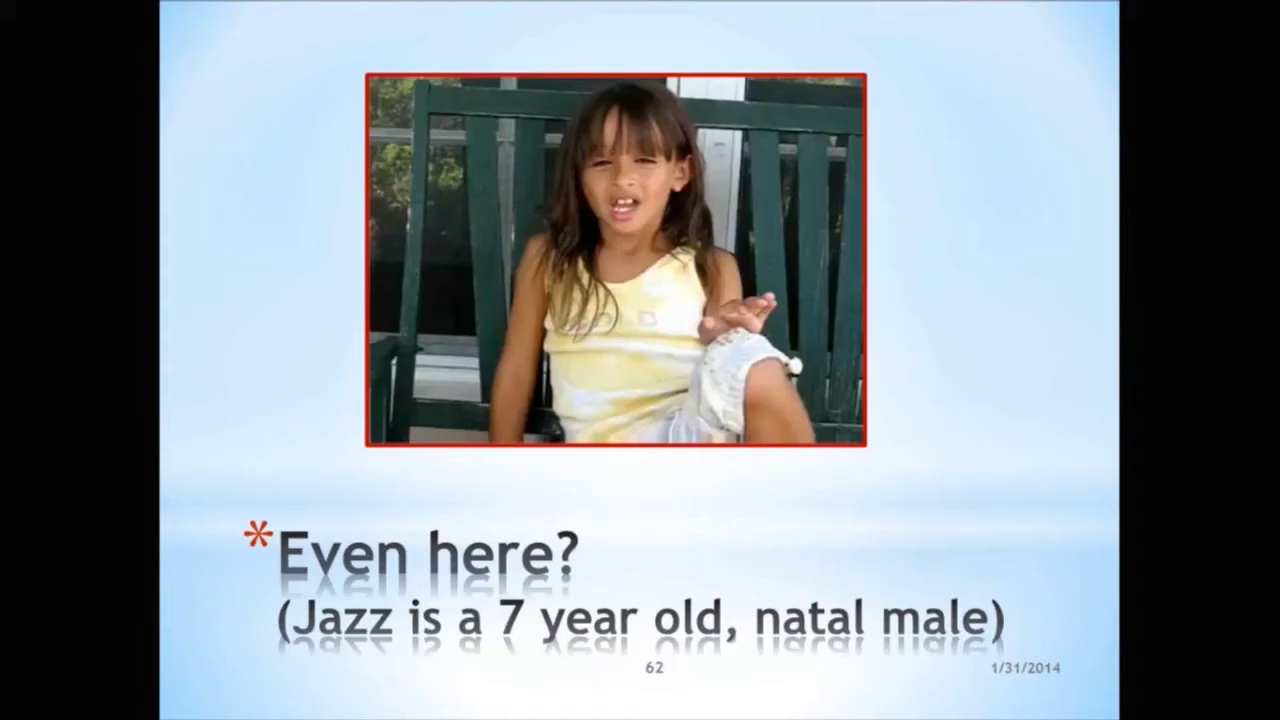 *Even here?
(Jazz is a 7 year old, natal male)
62
1/31/2014